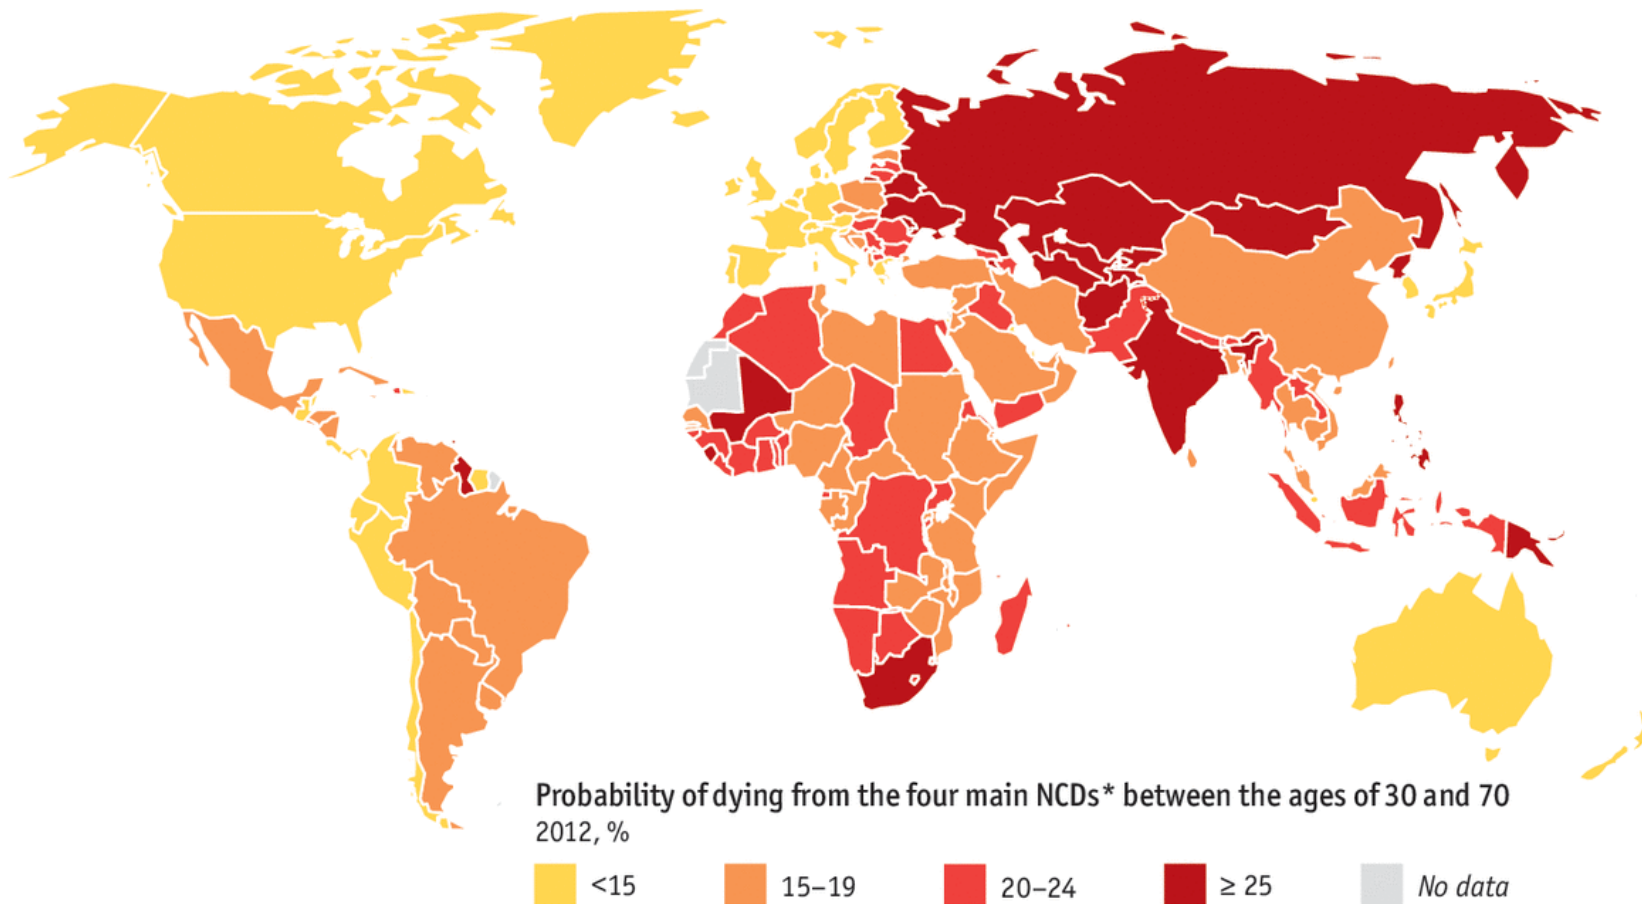 Probability of dying from the four main NCDs* between the ages of 30 and 70
2012, %
<15
15–19
20–24
≥ 25
No data